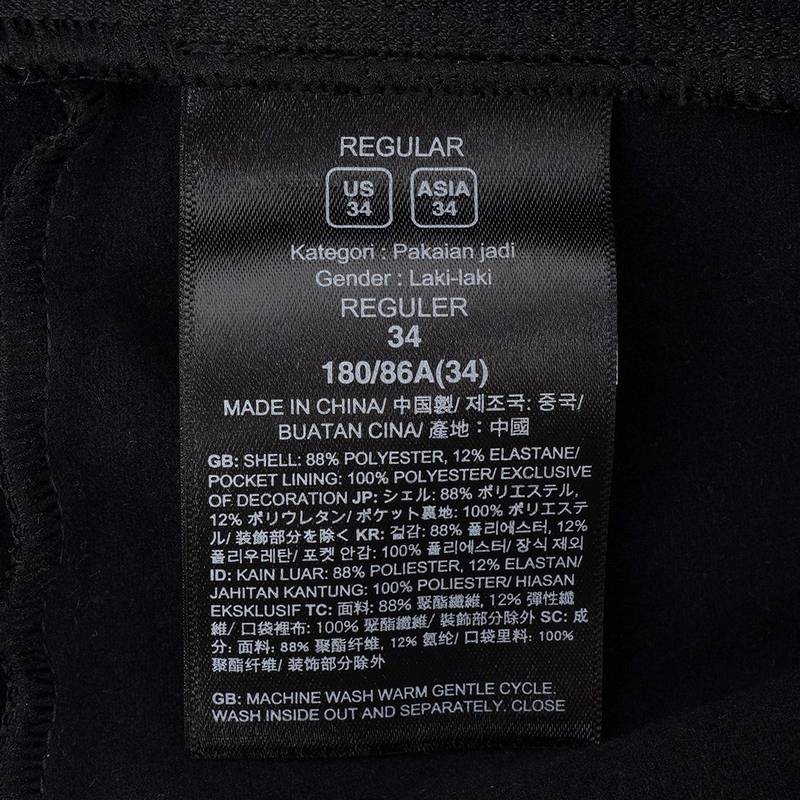 REGULAR
US ASIA
34 34
Kategori : Pakaian jadi
Gender : Laki-laki
REGULER
34
180/86A(34)
MADE IN CHINA/ 中国製/ 제조국: 중국/
BUATAN CINA/ 產地：中國
GB: SHELL: 88% POLYESTER, 12% ELASTANE/
POCKET LINING: 100% POLYESTER/ EXCLUSIVE
OF DECORATION JP: シェル: 88% ポリエステル,
12% ポリウレタン/ ポケット裏地: 100% ポリエステ
ル/ 装飾部分を除く KR: 겉감: 88% 폴리에스터, 12%
폴리우레탄/ 포켓 안감: 100% 폴리에스터/ 장식 제외
ID: KAIN LUAR: 88% POLIESTER, 12% ELASTAN/
JAHITAN KANTUNG: 100% POLIESTER/ HIASAN
EKSKLUSIF TC: 面料: 88% 聚酯纖維, 12% 彈性纖
維/ 口袋裡布: 100% 聚酯纖維/ 裝飾部分除外 SC: 成
分: 面料: 88% 聚酯纤维, 12% 氨纶/ 口袋里料: 100%
聚酯纤维/ 装饰部分除外
GB: MACHINE WASH WARM GENTLE CYCLE.
WASH INSIDE OUT AND SEPARATELY. CLOSE